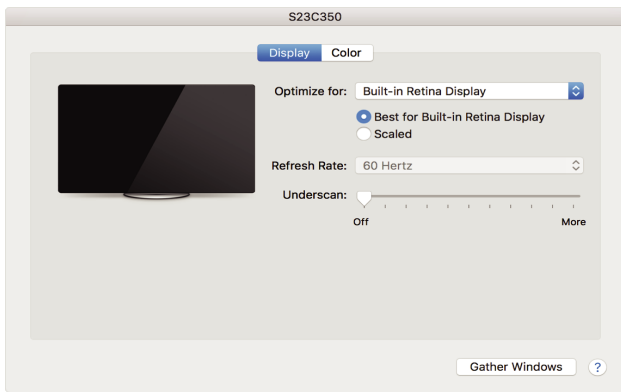 S23C350
Display Color
Optimize for: Built-in Retina Display
Best for Built-in Retina Display
Scaled
Refresh Rate: 60 Hertz
Underscan:
Off More
Gather Windows ?